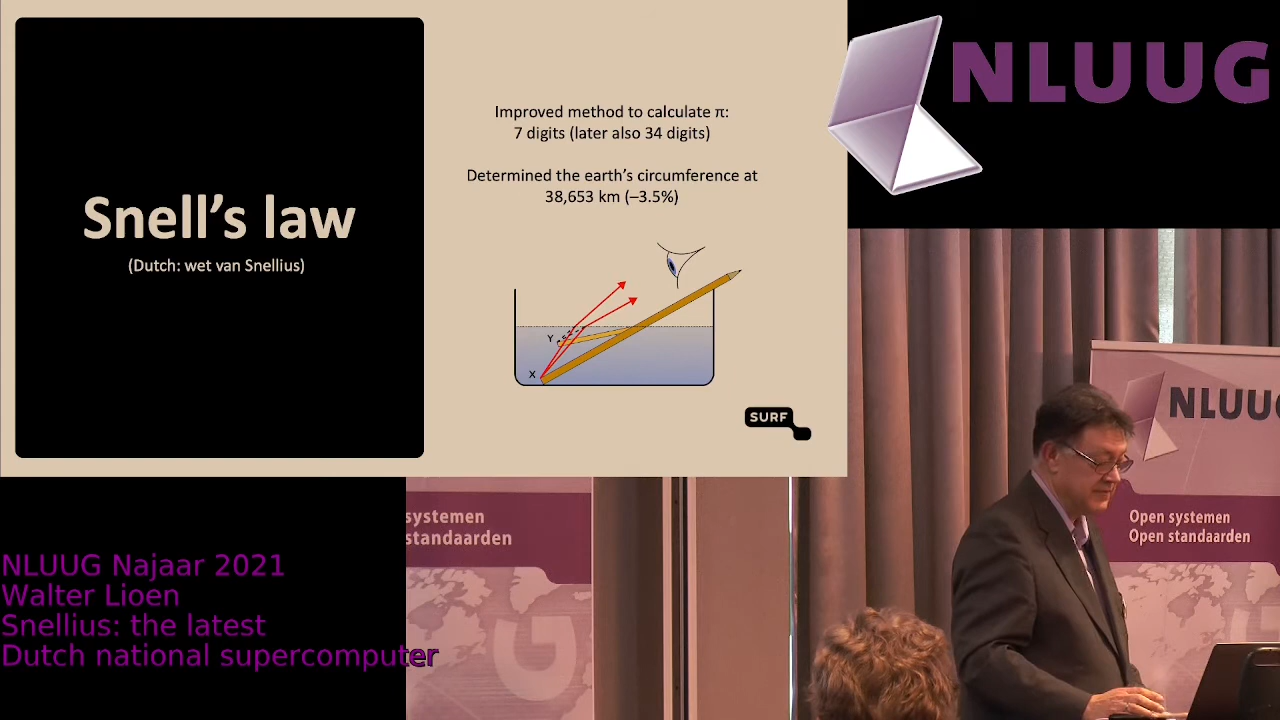 Snell's law
(Dutch: wet van Snellius)
Improved method to calculate π:
7 digits (later also 34 digits)
Determined the earth's circumference at
38,653 km (–3.5%)
Y
X
SURF
NLUUG
NLUUG
Open systemen
Open standaarden
systemen
standaarden
NLUUG Najaar 2021
Walter Lioen
Snellius: the latest
Dutch national supercomputer